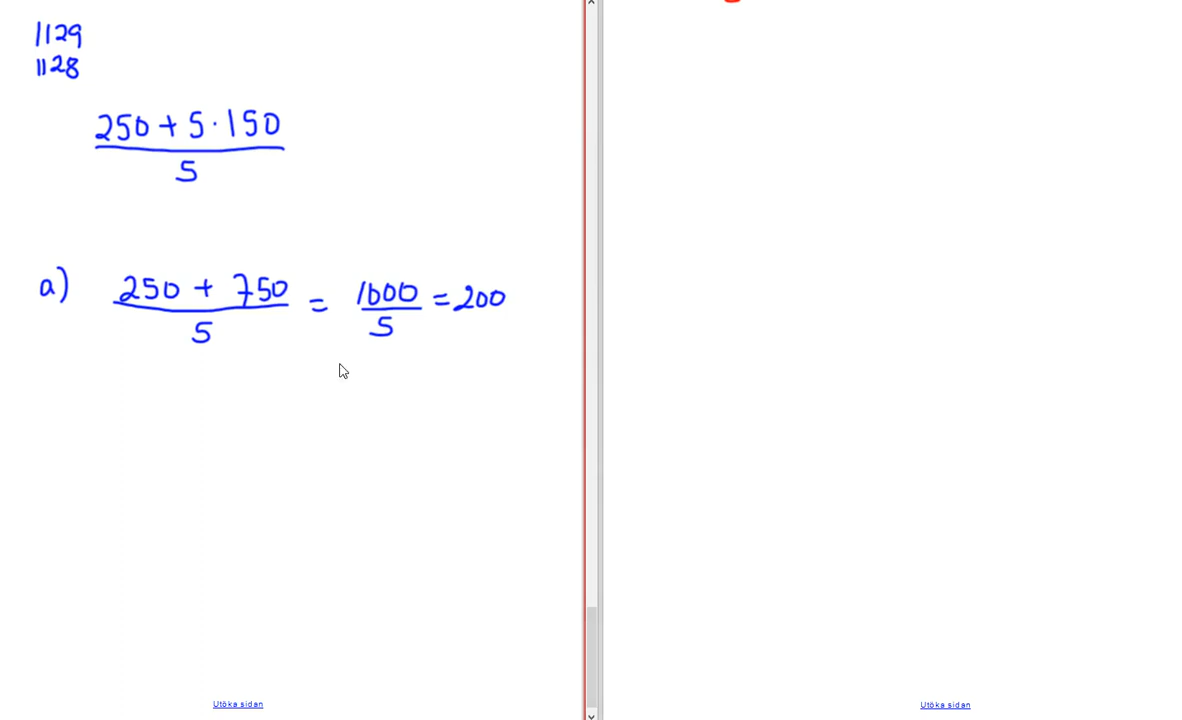 1129
1128
250 + 5 · 150
5
a) 250 + 750 = 1000 = 200
5 5
Utöka sidan Utöka sidan